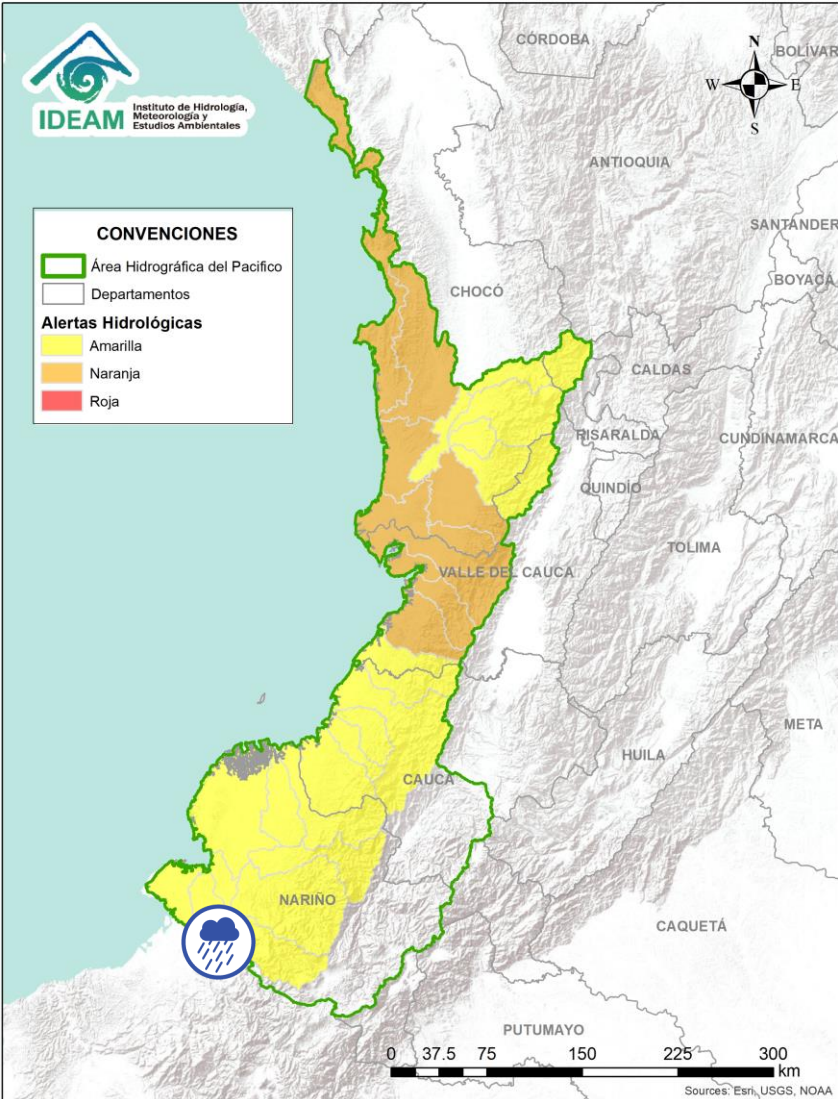 IDEAM
Instituto de Hidrología,
Meteorología y
Estudios Ambientales
N
W
E
S
CÓRDOBA
BOLÍVAR
ANTIOQUIA
SANTANDER
BOYACÁ
CHOCÓ
CALDAS
RISARALDA
CUNDINAMARCA
QUINDÍO
TOLIMA
VALLE DEL CAUCA
META
HUILA
CAUCA
NARIÑO
CAQUETÁ
PUTUMAYO
CONVENCIONES
Área Hidrográfica del Pacifico
Departamentos
Alertas Hidrológicas
Amarilla
Naranja
Roja
0 37.5 75 150 225 300
km
Sources: Esri, USGS, NOAA